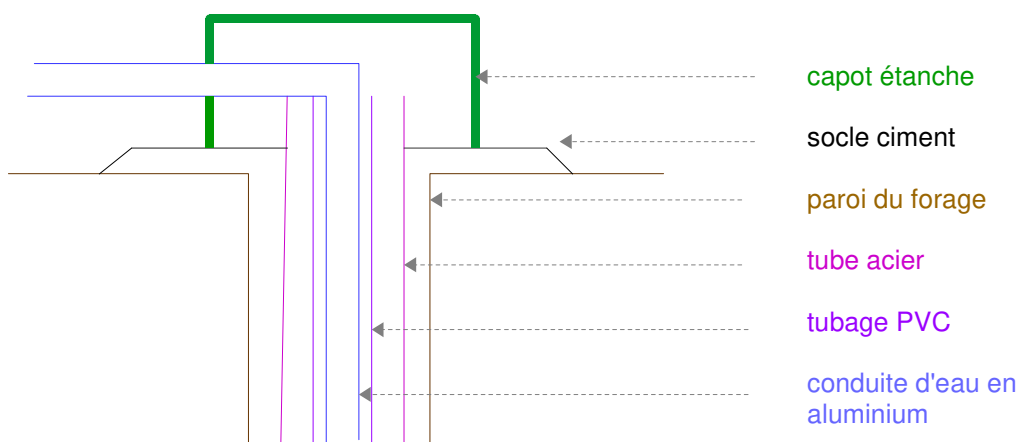 capot étanche
socle ciment
paroi du forage
tube acier
tubage PVC
conduite d'eau en
aluminium